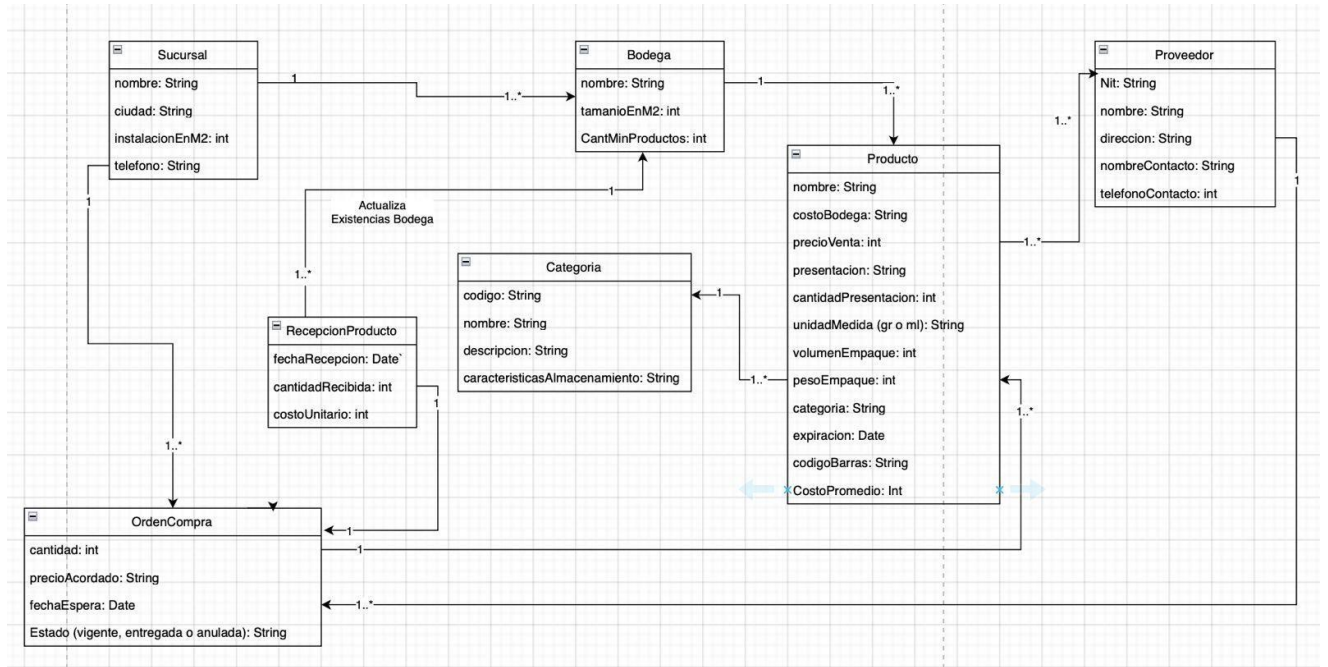 Sucursal
nombre: String
ciudad: String
instalacionEnM2: int
telefono: String
1
1..*
1
1..*
Bodega
nombre: String
tamanioEnM2: int
CantMinProductos: int
1
1..*
Proveedor
Nit: String
nombre: String
direccion: String
nombreContacto: String
telefonoContacto: int
1..*
1..*
1
1..*
Producto
nombre: String
costoBodega: String
precioVenta: int
presentacion: String
cantidadPresentacion: int
unidadMedida (gr o ml): String
volumenEmpaque: int
pesoEmpaque: int
categoria: String
expiracion: Date
codigoBarras: String
CostoPromedio: Int
Actualiza
Existencias Bodega
1
1..*
Categoria
codigo: String
nombre: String
descripcion: String
caracteristicasAlmacenamiento: String
1
1..*
RecepcionProducto
fechaRecepcion: Date`
cantidadRecibida: int
costoUnitario: int
1
1
OrdenCompra
cantidad: int
precioAcordado: String
fechaEspera: Date
Estado (vigente, entregada o anulada): String
1
1..*